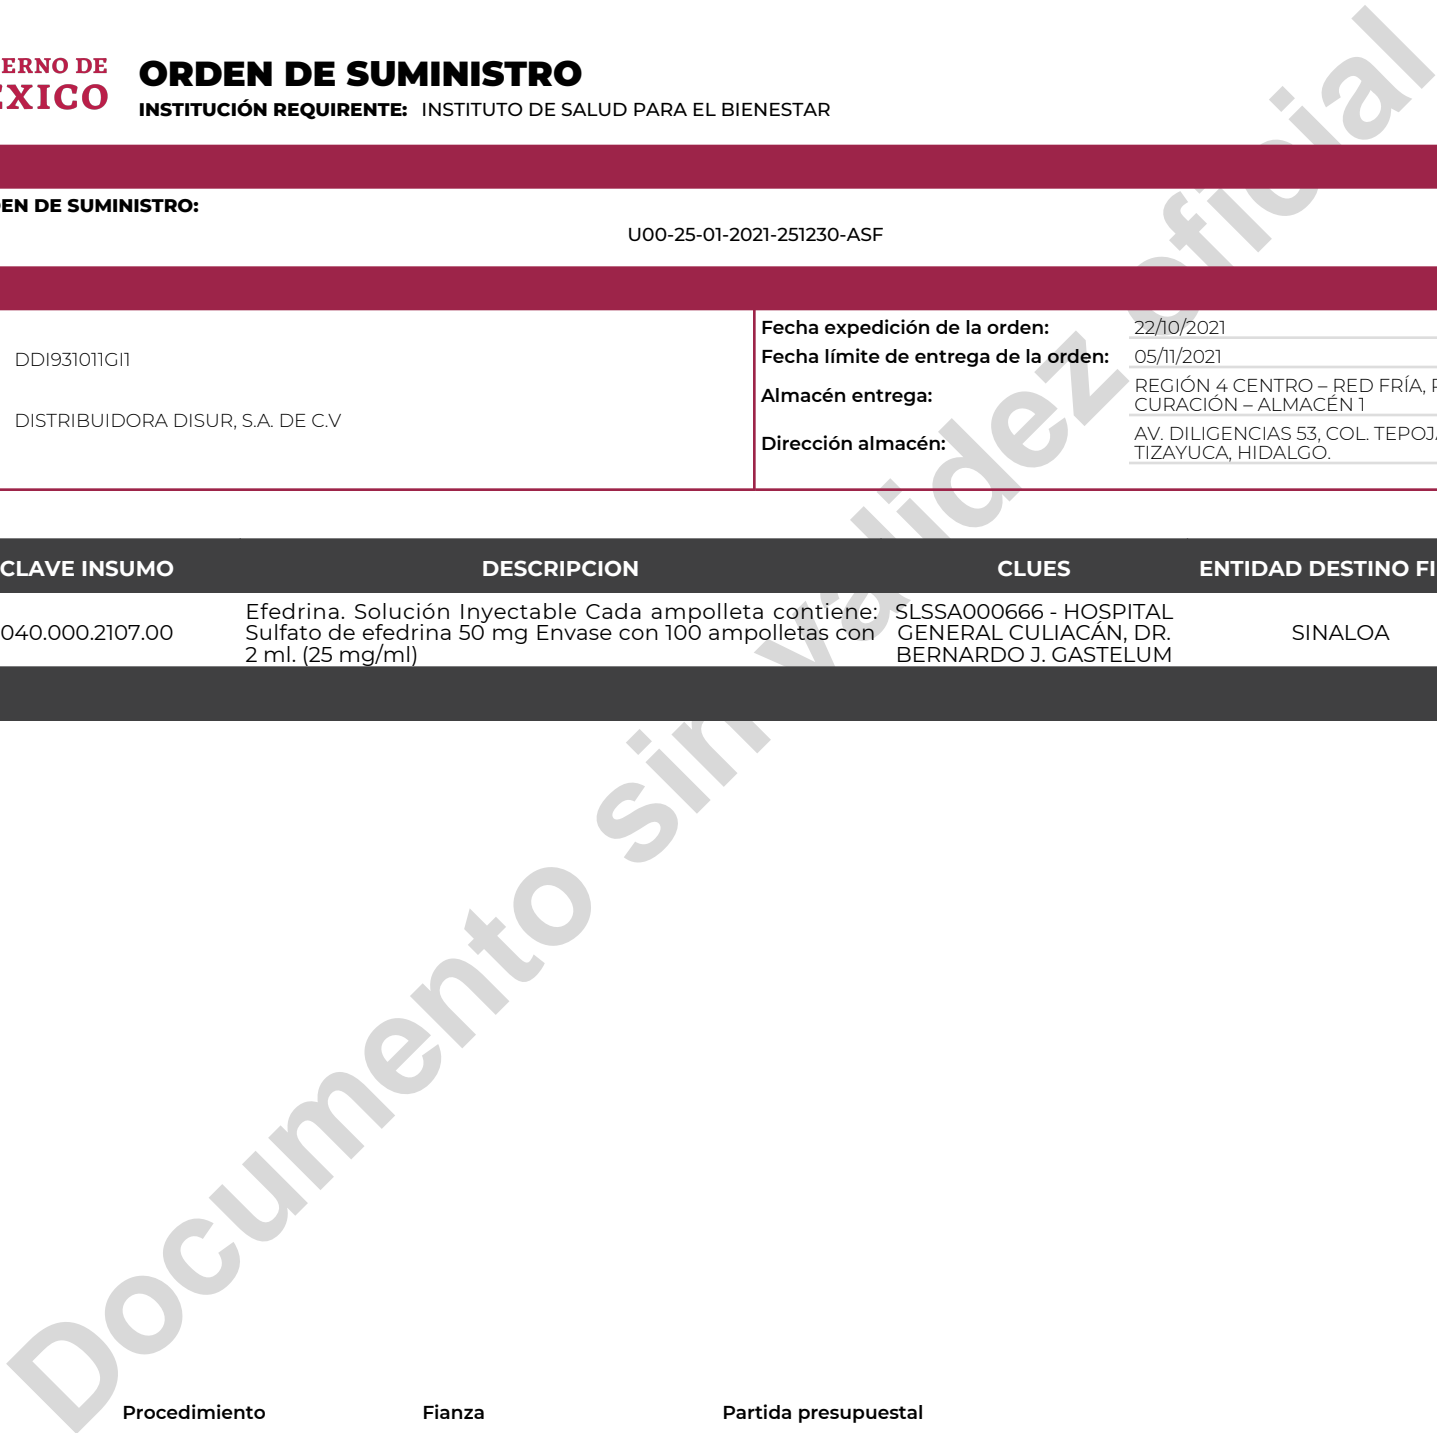 ERNO DE
EXICO
ORDEN DE SUMINISTRO
INSTITUCIÓN REQUIRENTE: INSTITUTO DE SALUD PARA EL BIENESTAR
EN DE SUMINISTRO:
U00-25-01-2021-251230-ASF
DDI931011GI1
DISTRIBUIDORA DISUR, S.A. DE C.V
Fecha expedición de la orden: 22/10/2021
Fecha límite de entrega de la orden: 05/11/2021
Almacén entrega: REGIÓN 4 CENTRO – RED FRÍA,
CURACIÓN – ALMACÉN 1
Dirección almacén: AV. DILIGENCIAS 53, COL. TEPOJ
TIZAYUCA, HIDALGO.
CLAVE INSUMO DESCRIPCION CLUES ENTIDAD DESTINO FI
040.000.2107.00
Efedrina. Solución Inyectable Cada ampolleta contiene:
Sulfato de efedrina 50 mg Envase con 100 ampolletas con
2 ml. (25 mg/ml)
SLSSA000666 - HOSPITAL
GENERAL CULIACÁN, DR.
BERNARDO J. GASTELUM
SINALOA
Documento sin validez oficial
Procedimiento Fianza Partida presupuestal